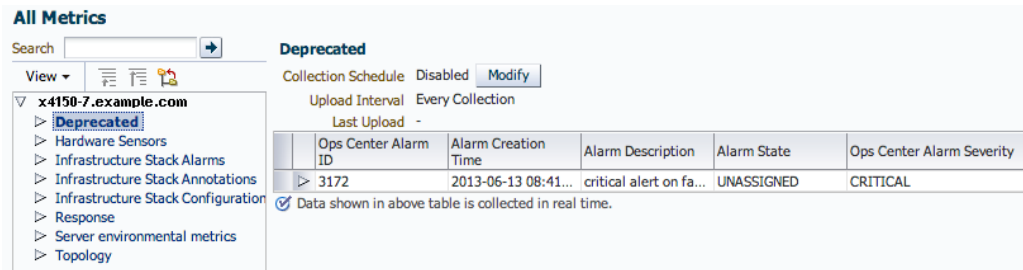 All Metrics
Search
View
x4150-7.example.com
Deprecated
Hardware Sensors
Infrastructure Stack Alarms
Infrastructure Stack Annotations
Infrastructure Stack Configuration
Response
Server environmental metrics
Topology
Deprecated
Collection Schedule Disabled Modify
Upload Interval Every Collection
Last Upload -
Ops Center Alarm ID Alarm Creation Time Alarm Description Alarm State Ops Center Alarm Severity
3172 2013-06-13 08:41... critical alert on fa... UNASSIGNED CRITICAL
Data shown in above table is collected in real time.